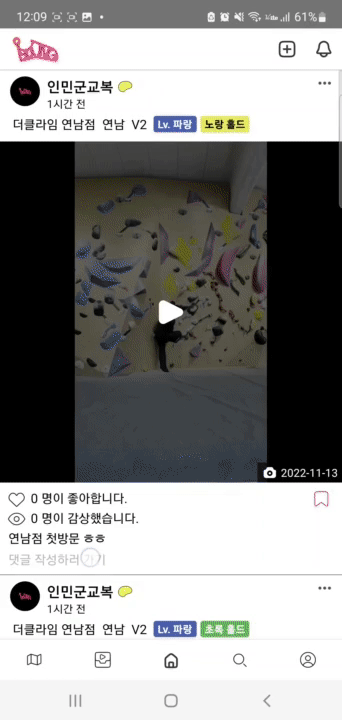 12:09
61%
인민군교복
1시간 전
더클라임 연남점 연남 V2 Lv. 파랑 노랑 홀드
2022-11-13
0 명이 좋아합니다.
0 명이 감상했습니다.
연남점 첫방문 ㅎㅎ
댓글 작성하러 가기
인민군교복
1시간 전
더클라임 연남점 연남 V2 Lv. 파랑 초록 홀드